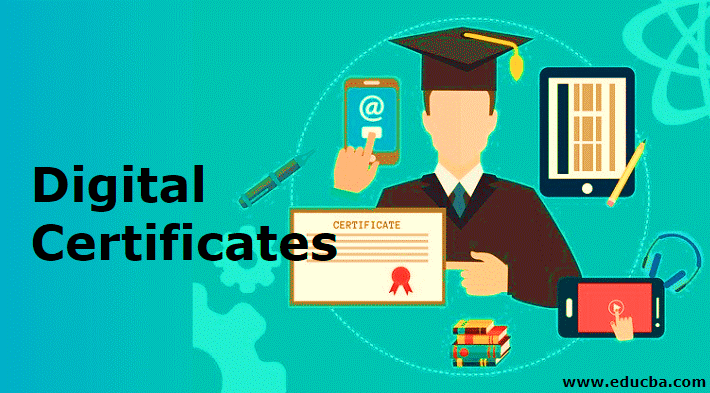 @
Digital
Certificates
CERTIFICATE
www.educba.com